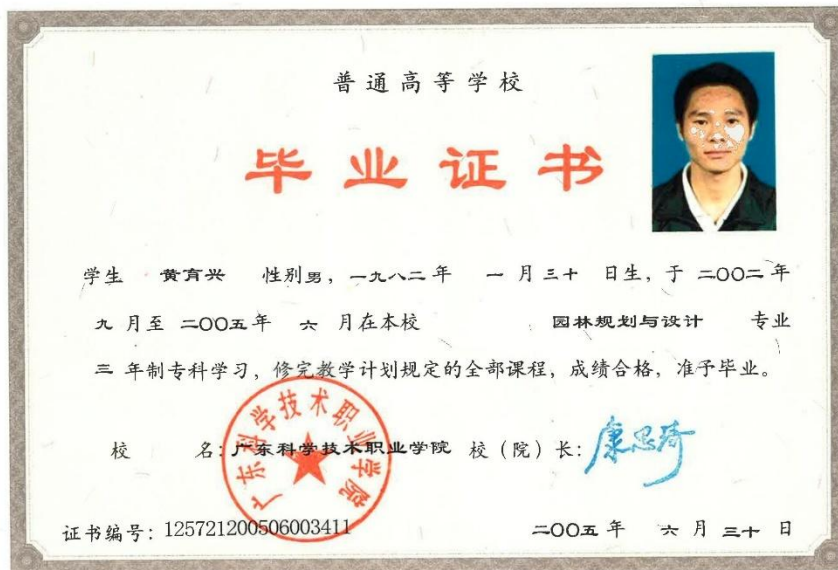 普通高等学校
毕业证书
学生 黄育兴 性别男，一九八二年 一月三十日生，于二〇〇二年
九月至二〇〇五年 六月在本校 园林规划与设计 专业
三年制专科学习，修完教学计划规定的全部课程，成绩合格，准予毕业。
校 名：广东科学技术职业学院 校（院）长：康思琦
广东科学技术职业学院
证书编号：125721200506003411
二〇〇五年 六月三十日